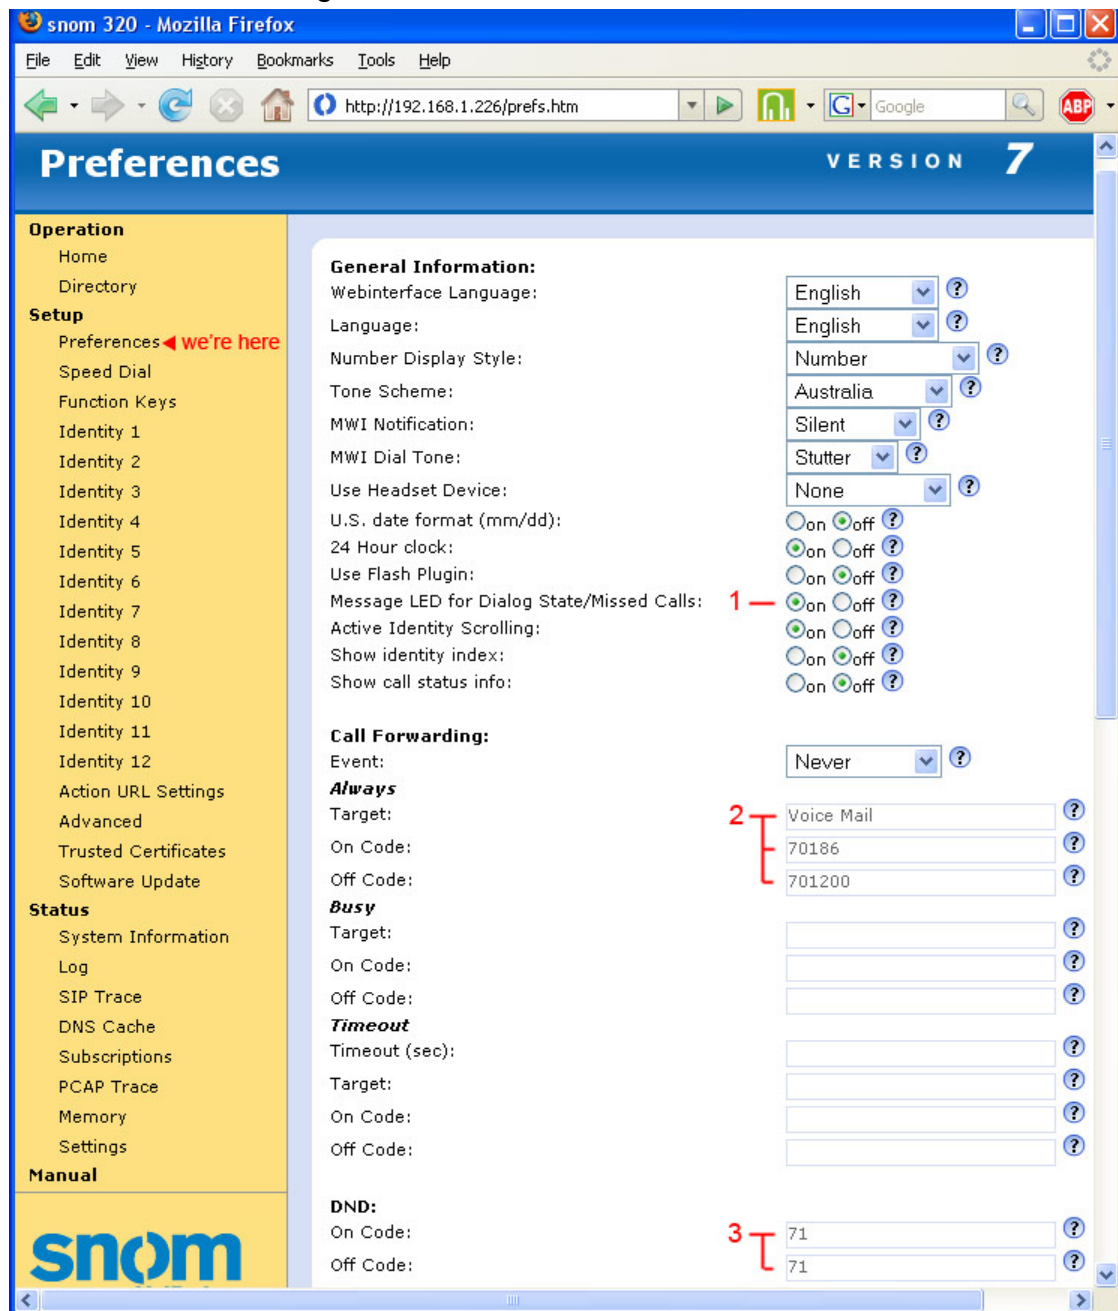 snom 320 - Mozilla Firefox
File Edit View History Bookmarks Tools Help
http://192.168.1.226/prefs.htm G Google ABP
Preferences VERSION 7
Operation
Home
Directory
Setup
Preferences we're here
Speed Dial
Function Keys
Identity 1
Identity 2
Identity 3
Identity 4
Identity 5
Identity 6
Identity 7
Identity 8
Identity 9
Identity 10
Identity 11
Identity 12
Action URL Settings
Advanced
Trusted Certificates
Software Update
Status
System Information
Log
SIP Trace
DNS Cache
Subscriptions
PCAP Trace
Memory
Settings
Manual
snom
General Information:
Webinterface Language: English ?
Language: English ?
Number Display Style: Number ?
Tone Scheme: Australia ?
MWI Notification: Silent ?
MWI Dial Tone: Stutter ?
Use Headset Device: None ?
U.S. date format (mm/dd): on off ?
24 Hour clock: on off ?
Use Flash Plugin: on off ?
Message LED for Dialog State/Missed Calls: 1 on off ?
Active Identity Scrolling: on off ?
Show identity index: on off ?
Show call status info: on off ?
Call Forwarding:
Event: Never ?
Always
Target: 2 Voice Mail ?
On Code: 70186 ?
Off Code: 701200 ?
Busy
Target: ?
On Code: ?
Off Code: ?
Timeout
Timeout (sec): ?
Target: ?
On Code: ?
Off Code: ?
DND:
On Code: 3 71 ?
Off Code: 71 ?